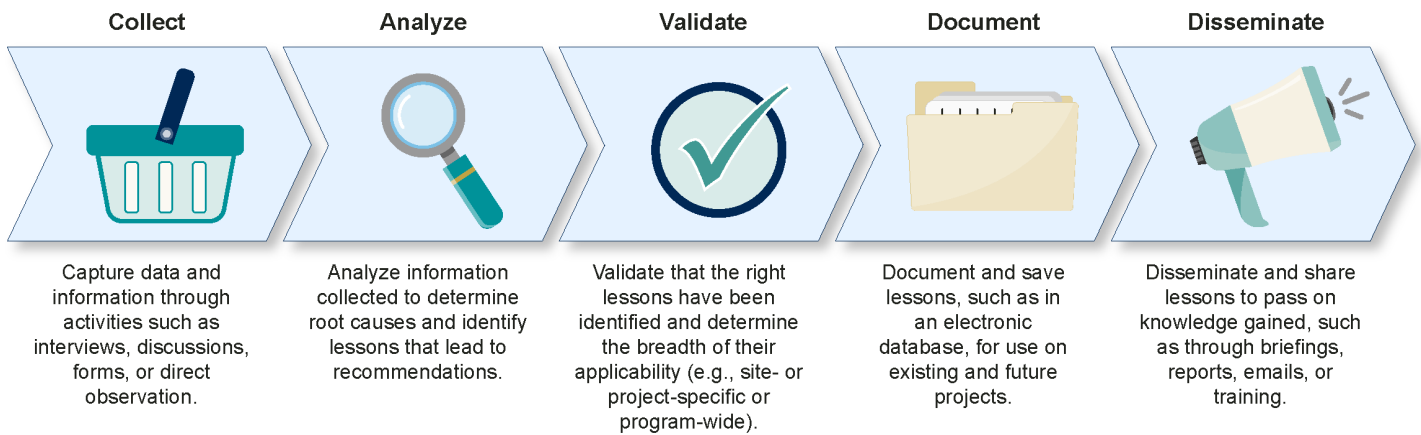 Collect
Analyze
Validate
Document
Disseminate
Capture data and
information through
activities such as
interviews, discussions,
forms, or direct
observation.
Analyze information
collected to determine
root causes and identify
lessons that lead to
recommendations.
Validate that the right
lessons have been
identified and determine
the breadth of their
applicability (e.g., site- or
project-specific or
program-wide).
Document and save
lessons, such as in
an electronic
database, for use on
existing and future
projects.
Disseminate and share
lessons to pass on
knowledge gained, such
as through briefings,
reports, emails, or
training.